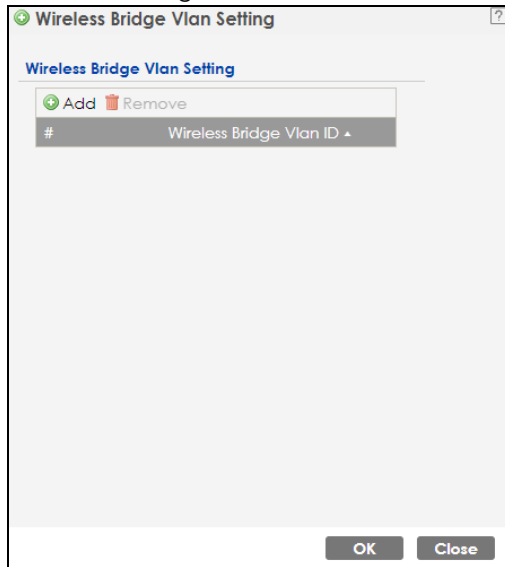 Wireless Bridge Vlan Setting ?
Wireless Bridge Vlan Setting
Add Remove
# Wireless Bridge Vlan ID
OK Close